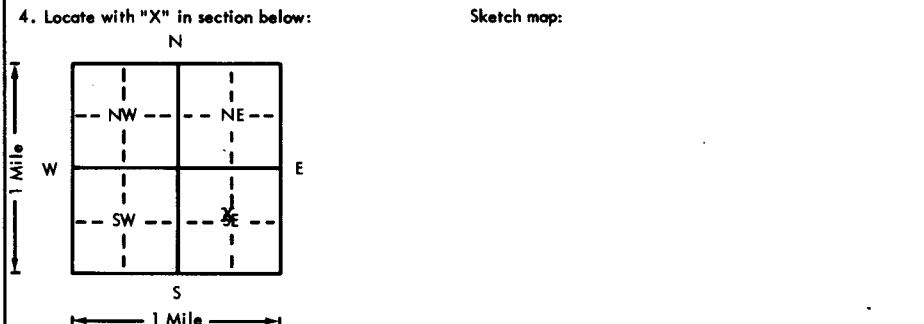 4. Locate with "X" in section below: Sketch map:
N
NW NE
1 Mile W E
X
SW SE
S
1 Mile